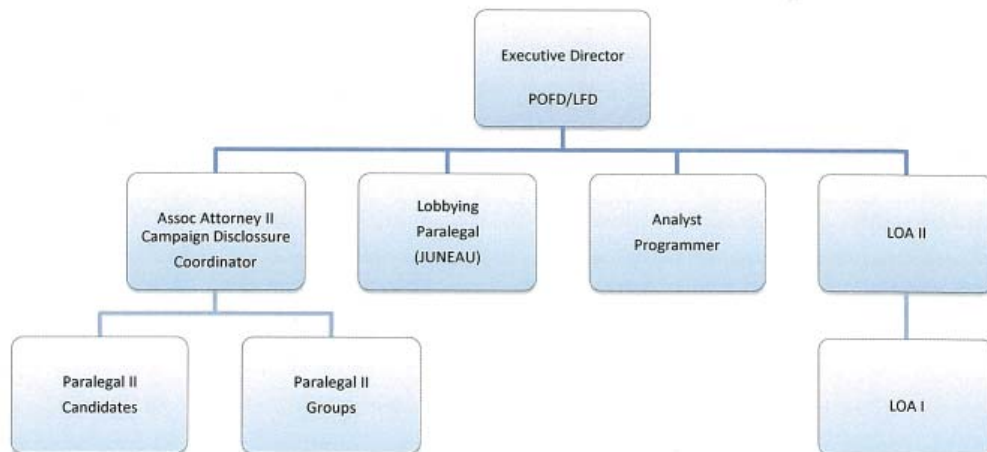 Executive Director
POFD/LFD
Assoc Attorney II
Campaign Disclossure
Coordinator
Lobbying
Paralegal
(JUNEAU)
Analyst
Programmer
LOA II
Paralegal II
Candidates
Paralegal II
Groups
LOA I